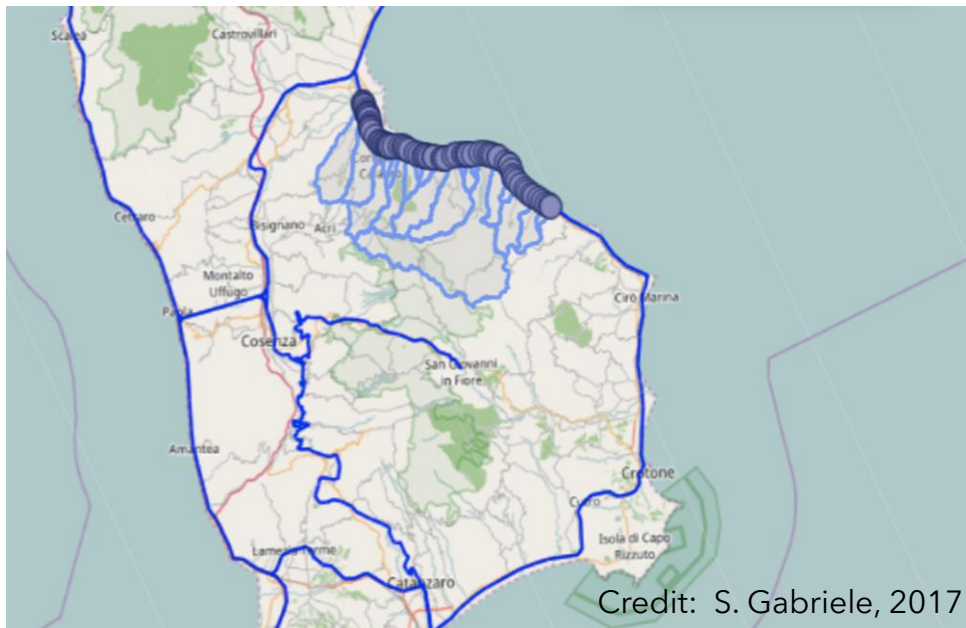 Scalea
Castrovillari
Cetraro
Bisignano
Acri
Montalto
Uffugo
Paola
Cirò Marina
Cosenza
San Giovanni
in Fiore
Amantea
Crotone
Cutro
Isola di Capo
Rizzuto
Lamezia Terme
Catanzaro
Credit: S. Gabriele, 2017